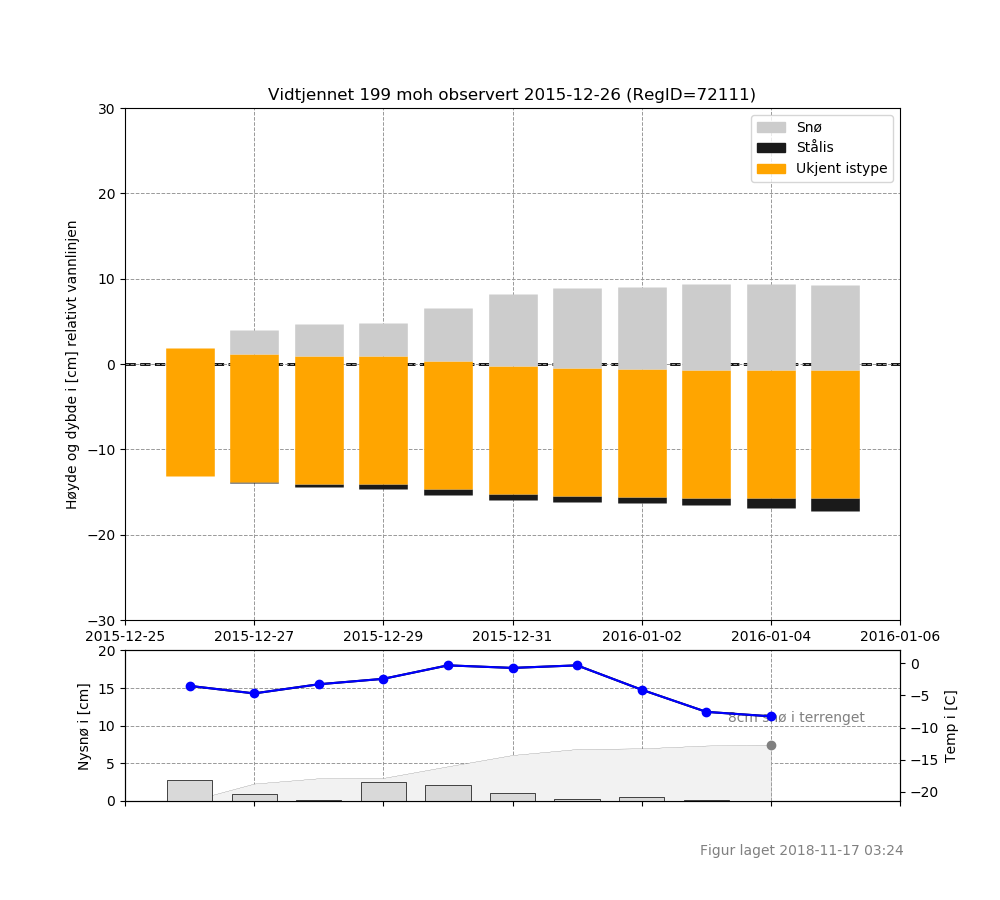 Vidtjennet 199 moh observert 2015-12-26 (RegID=72111)
Snø
Stålis
Ukjent istype
Høyde og dybde i [cm] relativt vannlinjen
30
20
10
0
−10
−20
−30
2015-12-25
2015-12-27
2015-12-29
2015-12-31
2016-01-02
2016-01-04
2016-01-06
Nysnø i [cm]
20
15
10
5
0
8cm snø i terrenget
0
−5
−10
−15
−20
Temp i [C]
Figur laget 2018-11-17 03:24